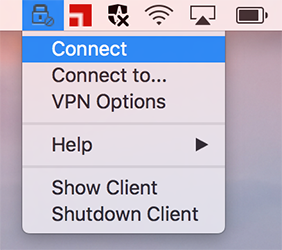 Connect
Connect to...
VPN Options
Help
Show Client
Shutdown Client